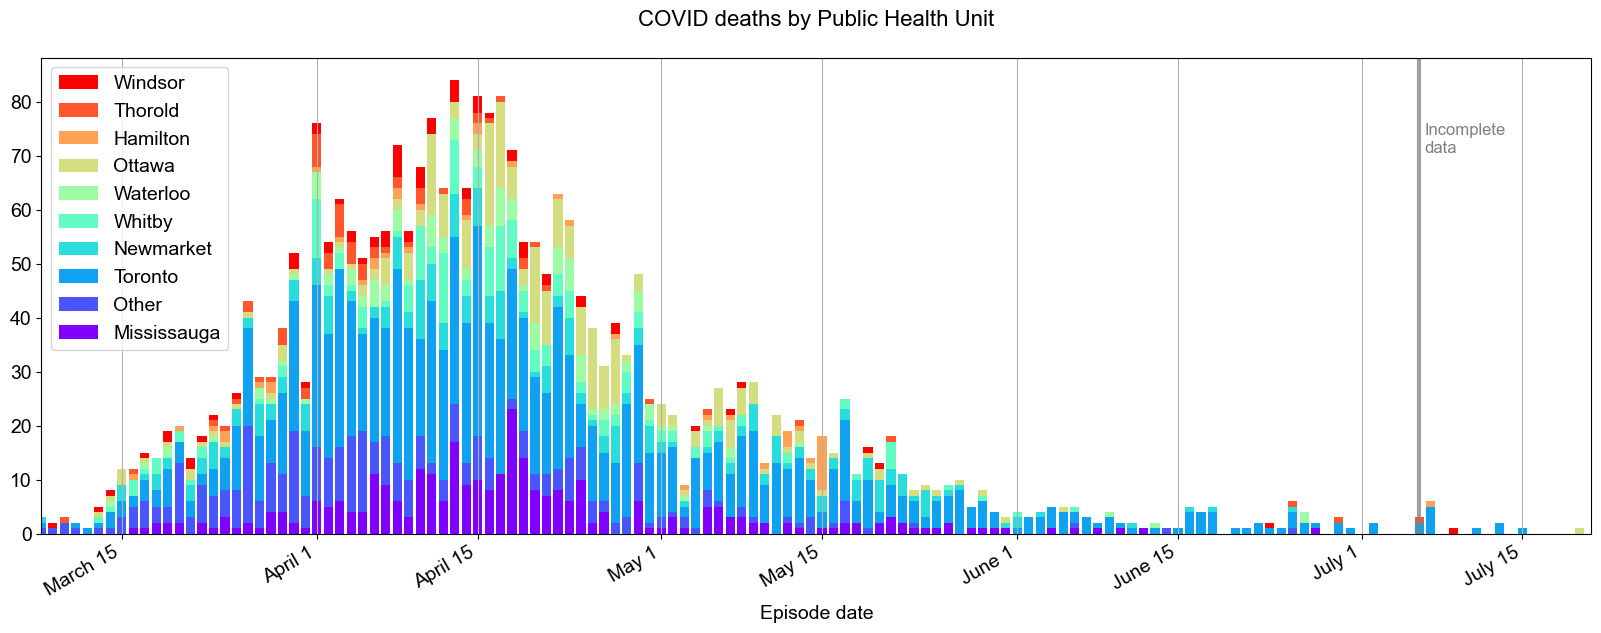 COVID deaths by Public Health Unit
Windsor
Thorold
Hamilton
Ottawa
Waterloo
Whitby
Newmarket
Toronto
Other
Mississauga
Incomplete
data
80
70
60
50
40
30
20
10
0
March 15
April 1
April 15
May 1
May 15
June 1
June 15
July 1
July 15
Episode date